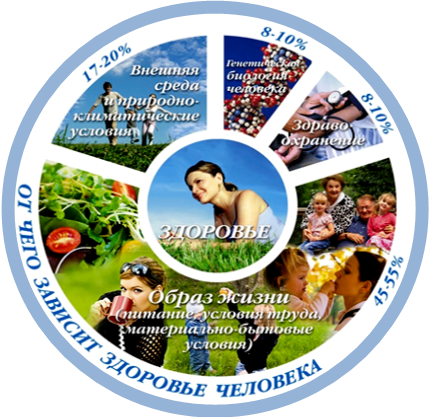 17-20%
Внешняя
среда
и природно-
климатические
условия
8-10%
Генетическая
биология
человека
8-10%
Здраво
охранение
ЗДОРОВЬЕ
45-55%
Образ жизни
(питание, условия труда,
материально-бытовые
условия)
ОТ ЧЕГО ЗАВИСИТ ЗДОРОВЬЕ ЧЕЛОВЕКА